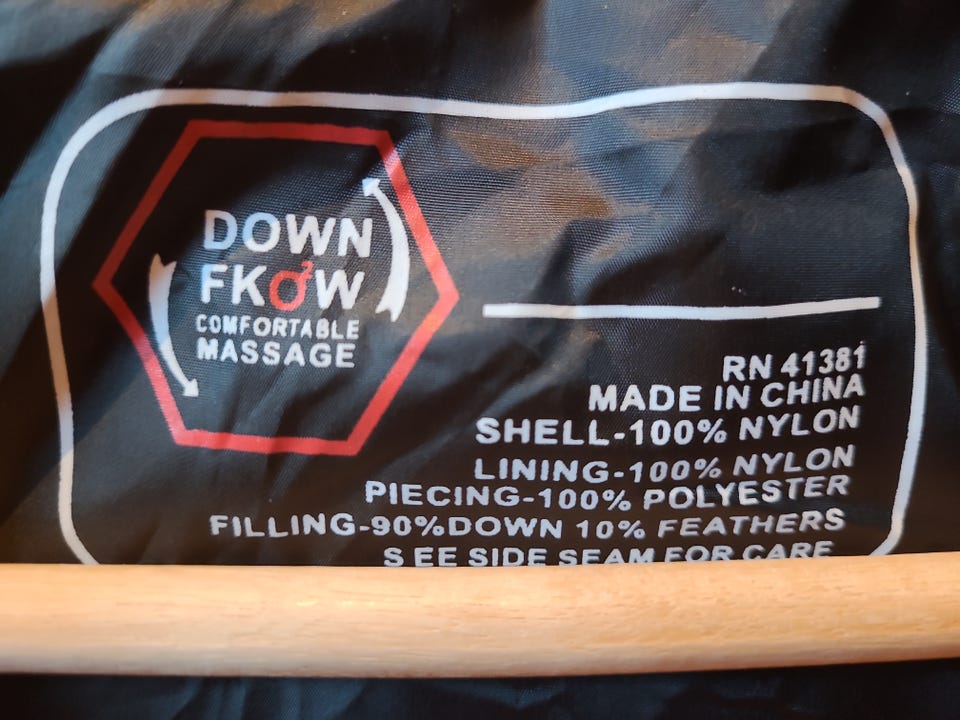 DOWN
FKO²W
COMFORTABLE
MASSAGE
RN 41381
MADE IN CHINA
SHELL-100% NYLON
LINING-100% NYLON
PIECING-100% POLYESTER
FILLING-90%DOWN 10% FEATHERS
S EE SIDE SEAM FOR CARE